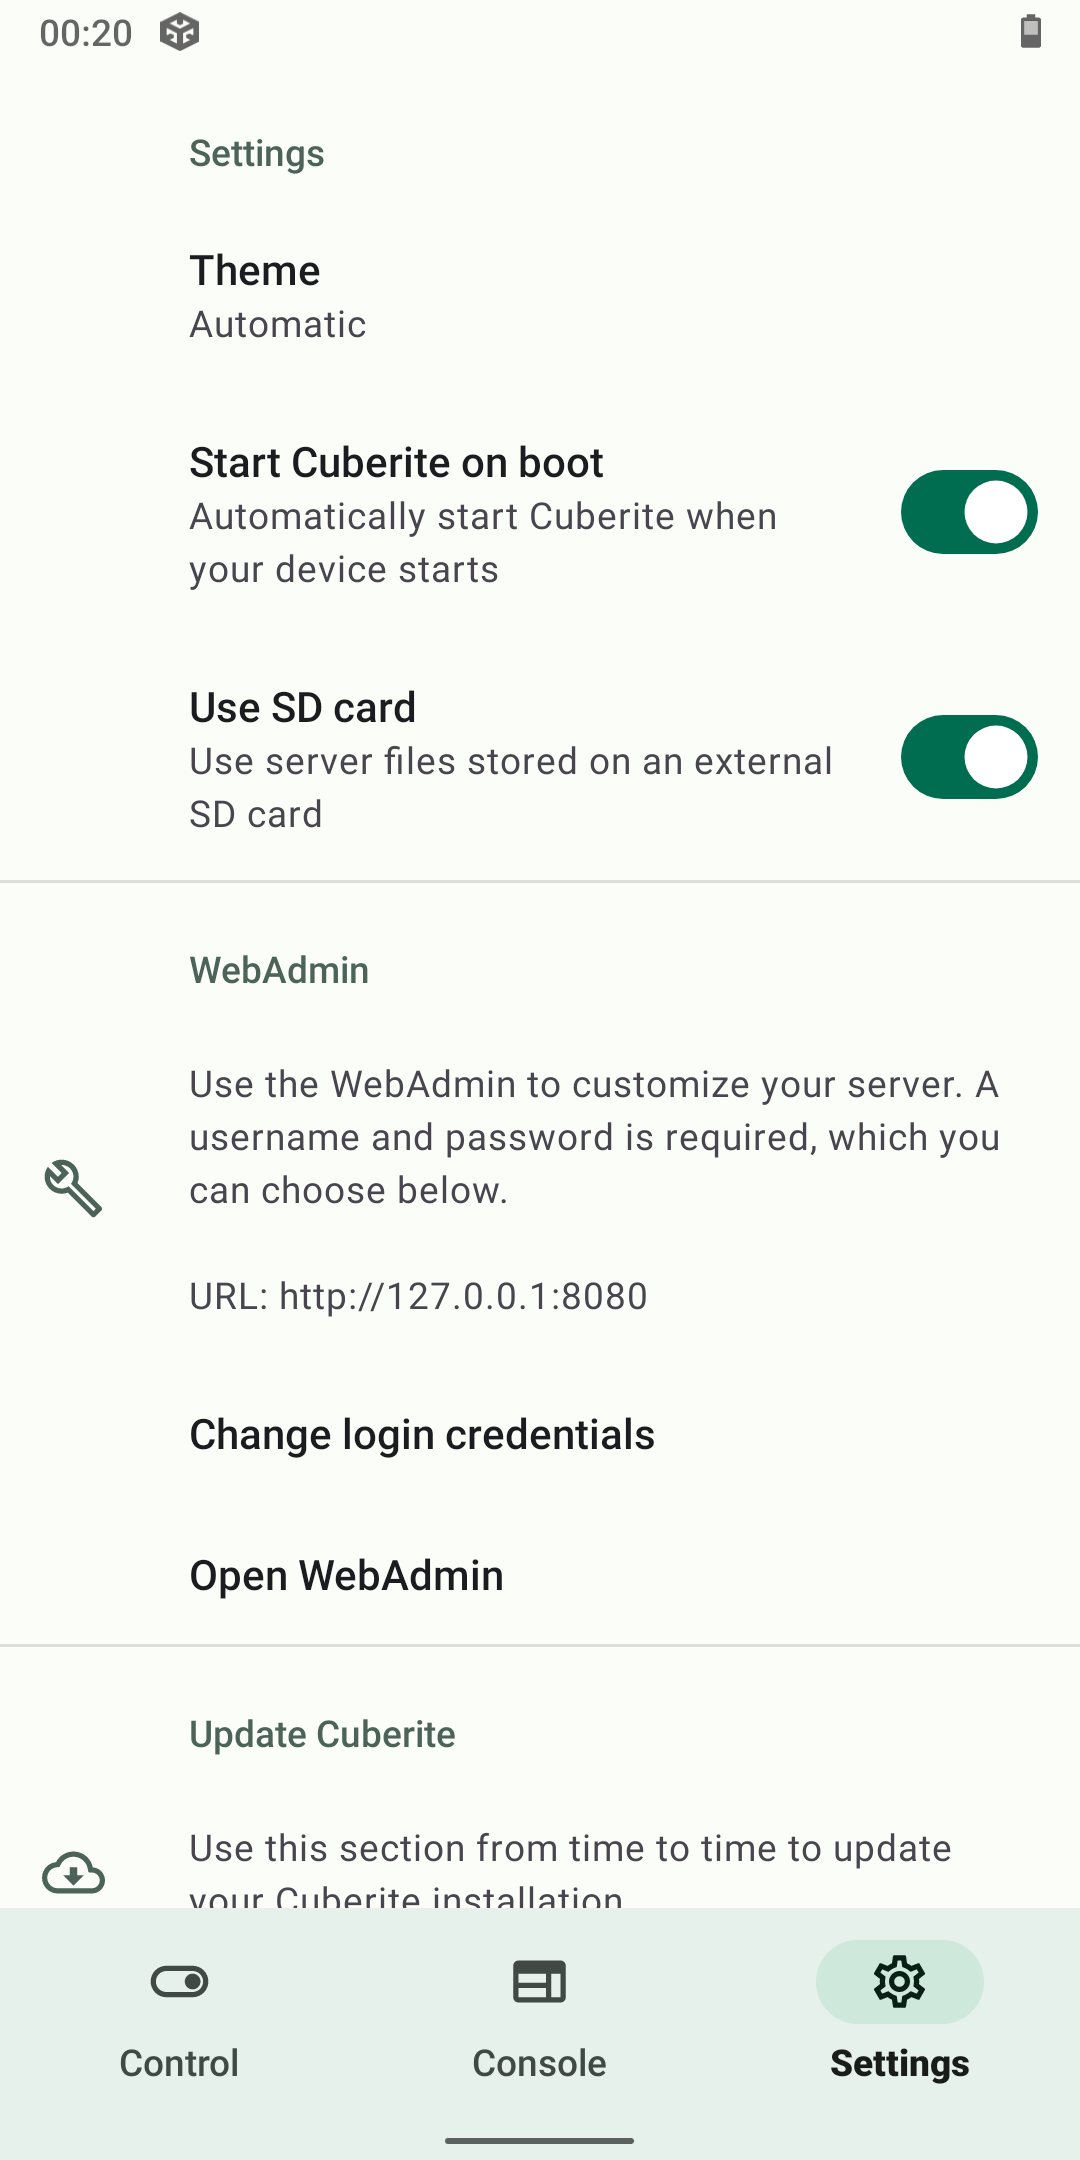 00:20
Settings
Theme
Automatic
Start Cuberite on boot
Automatically start Cuberite when
your device starts
Use SD card
Use server files stored on an external
SD card
WebAdmin
Use the WebAdmin to customize your server. A
username and password is required, which you
can choose below.
URL: http://127.0.0.1:8080
Change login credentials
Open WebAdmin
Update Cuberite
Use this section from time to time to update
your Cuberite installation
Control
Console
Settings